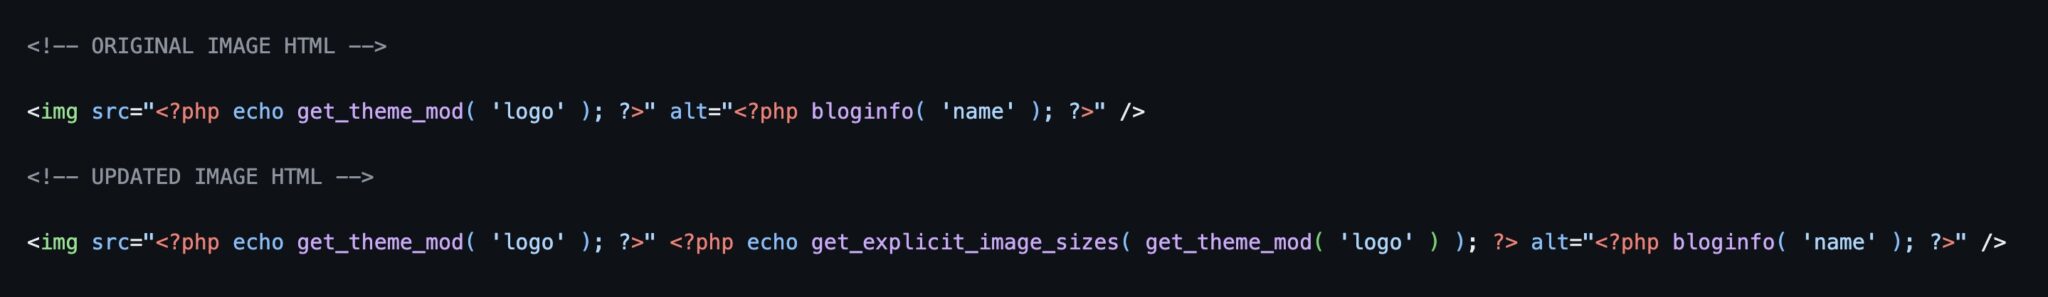 <!-- ORIGINAL IMAGE HTML -->
<img src="<?php echo get_theme_mod( 'logo' ); ?>" alt="<?php bloginfo( 'name' ); ?>" />
<!-- UPDATED IMAGE HTML -->
<img src="<?php echo get_theme_mod( 'logo' ); ?>" <?php echo get_explicit_image_sizes( get_theme_mod( 'logo' ) ); ?> alt="<?php bloginfo( 'name' ); ?>" />